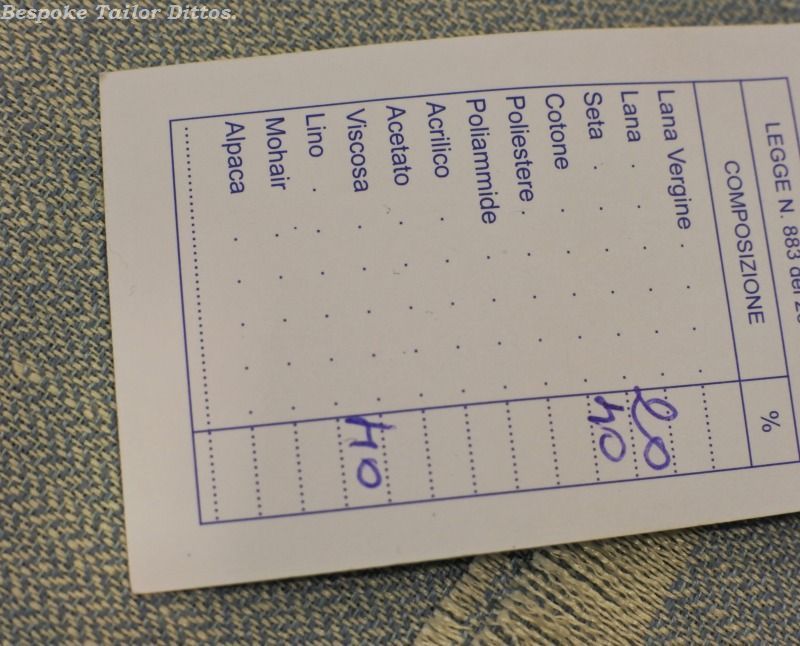 Bespoke Tailor Dittos.
LEGGE N. 883 del
COMPOSIZIONE %
Lana Vergine . . .
Lana . . . . . 20
Seta . . . . . . 40
Cotone . . . . .
Poliestere . . . . .
Poliammide . . . .
Acrilico . . . . .
Acetato . . . . .
Viscosa . . . . . 40
Lino . . . . . .
Mohair . . . . .
Alpaca . . . . .